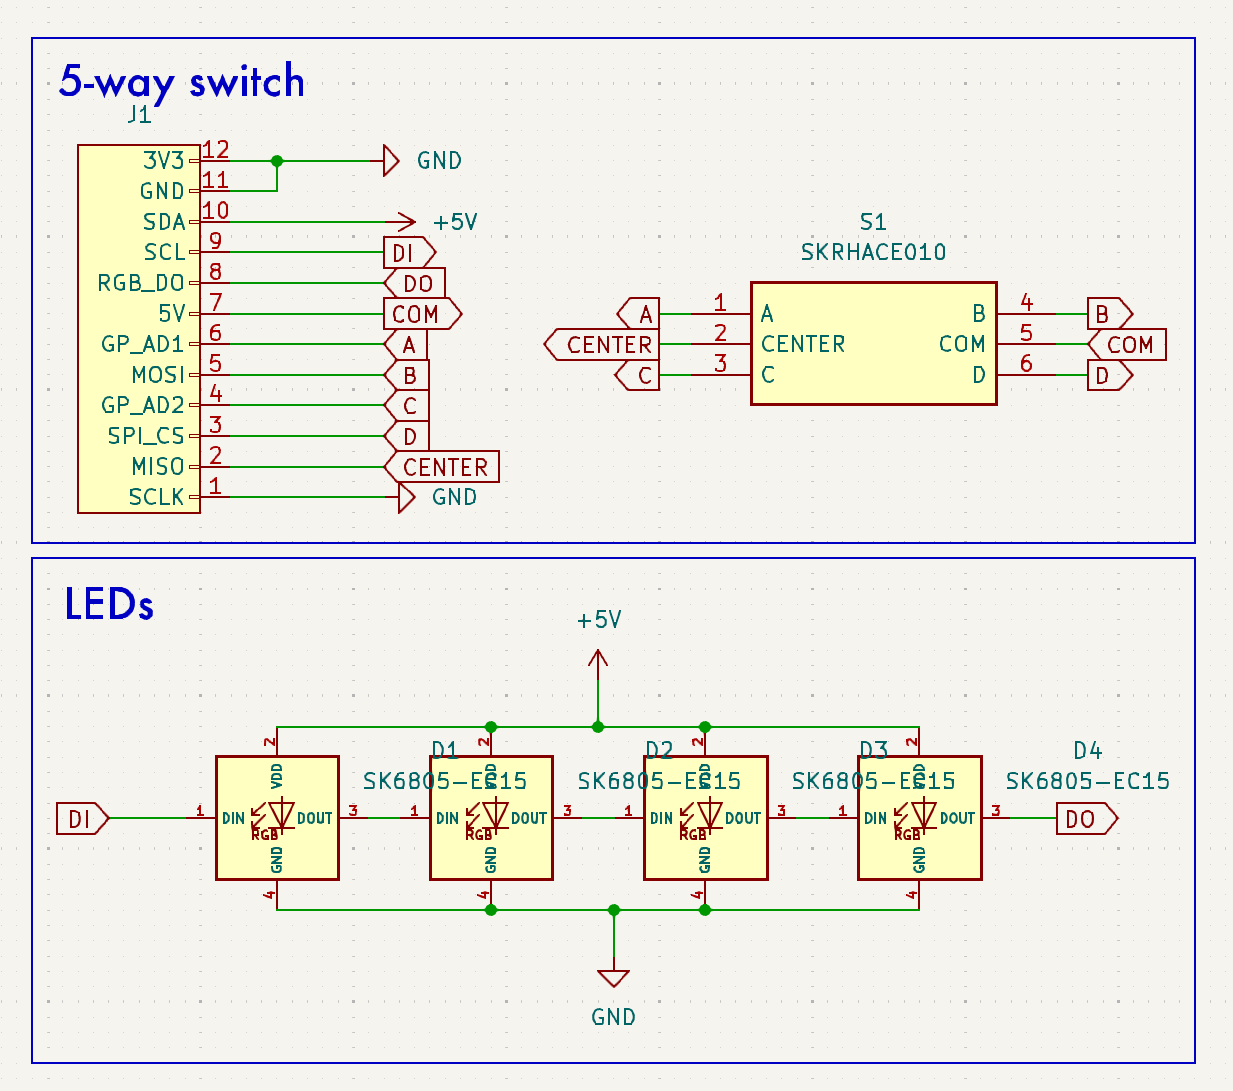 5-way switch
J1
3V3 12 GND
GND 11
SDA 10 +5V
SCL 9 DI
RGB_DO 8 DO
5V 7 COM
GP_AD1 6 A
MOSI 5 B
GP_AD2 4 C
SPI_CS 3 D
MISO 2 CENTER
SCLK 1 GND
S1
SKRHACE010
A 1 A B 4 B
CENTER 2 CENTER COM 5 COM
C 3 C D 6 D
LEDs
+5V
2 2 2 2
D1 D2 D3 D4
VDD VDD VDD VDD
SK6805-EC15 SK6805-EC15 SK6805-EC15 SK6805-EC15
DI 1 DIN DOUT 3 1 DIN DOUT 3 1 DIN DOUT 3 1 DIN DOUT 3 DO
RGB RGB RGB RGB
GND GND GND GND
4 4 4 4
GND